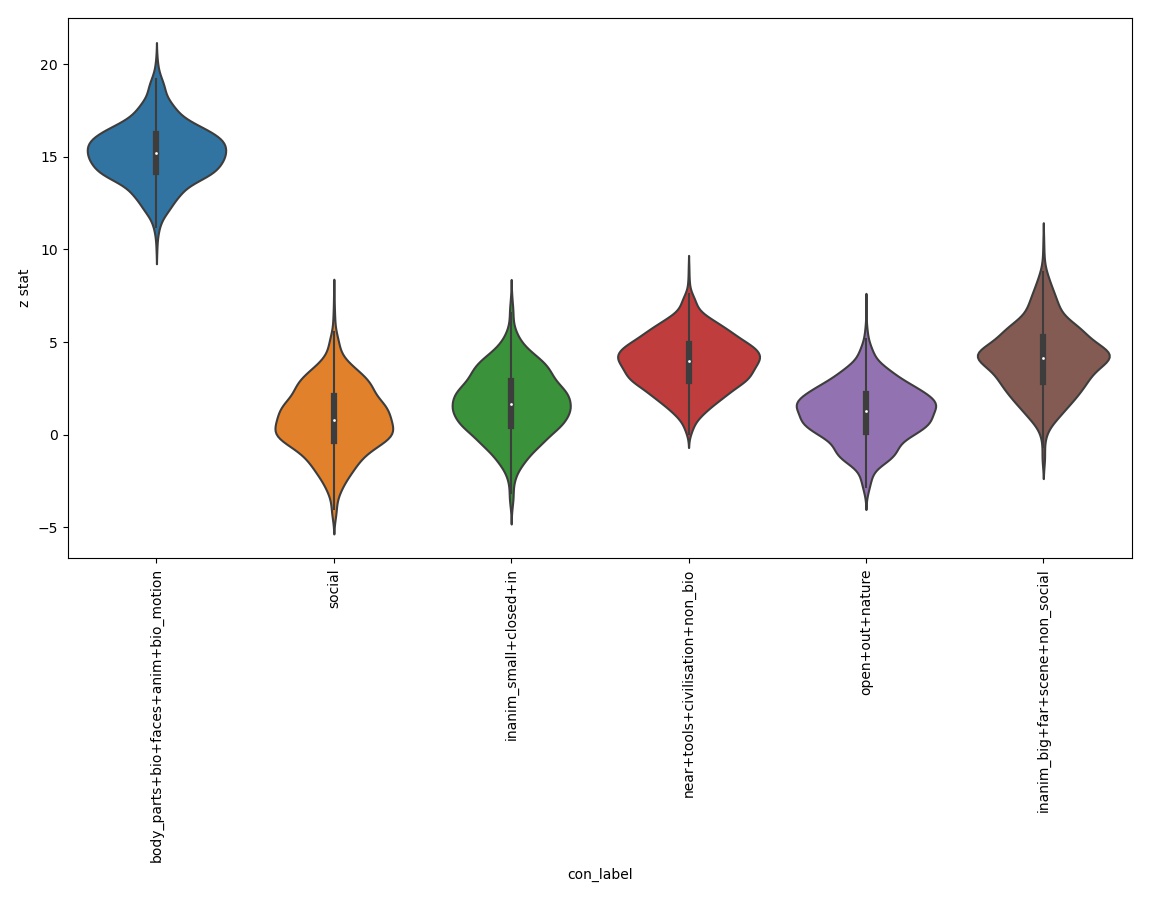 20
15
10
5
0
−5
z stat
body_parts+bio+faces+anim+bio_motion
social
inanim_small+closed+in
near+tools+civilisation+non_bio
open+out+nature
inanim_big+far+scene+non_social
con_label